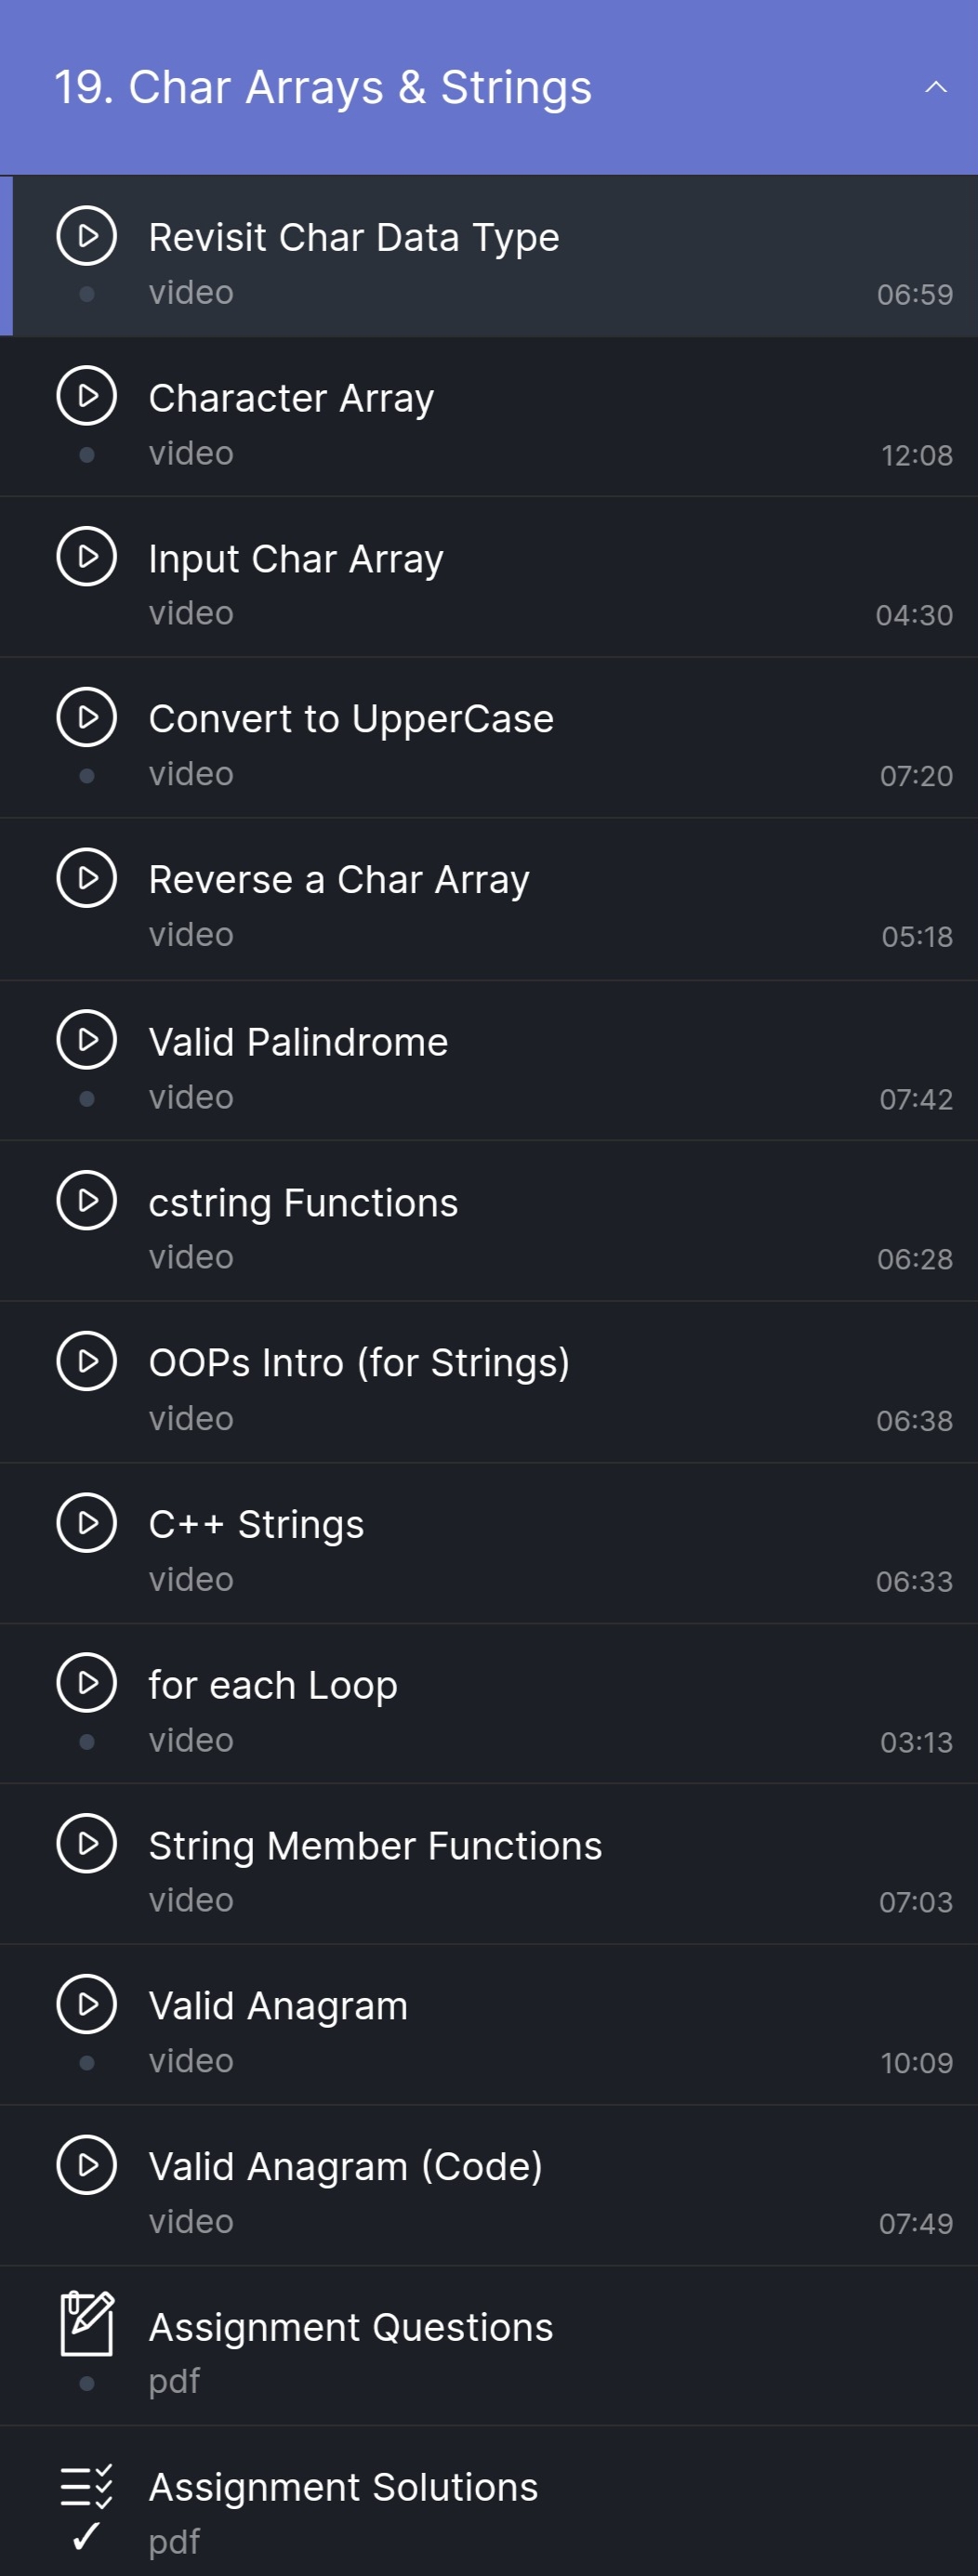 19. Char Arrays & Strings
Revisit Char Data Type
video 06:59
Character Array
video 12:08
Input Char Array
video 04:30
Convert to UpperCase
video 07:20
Reverse a Char Array
video 05:18
Valid Palindrome
video 07:42
cstring Functions
video 06:28
OOPs Intro (for Strings)
video 06:38
C++ Strings
video 06:33
for each Loop
video 03:13
String Member Functions
video 07:03
Valid Anagram
video 10:09
Valid Anagram (Code)
video 07:49
Assignment Questions
pdf
Assignment Solutions
pdf